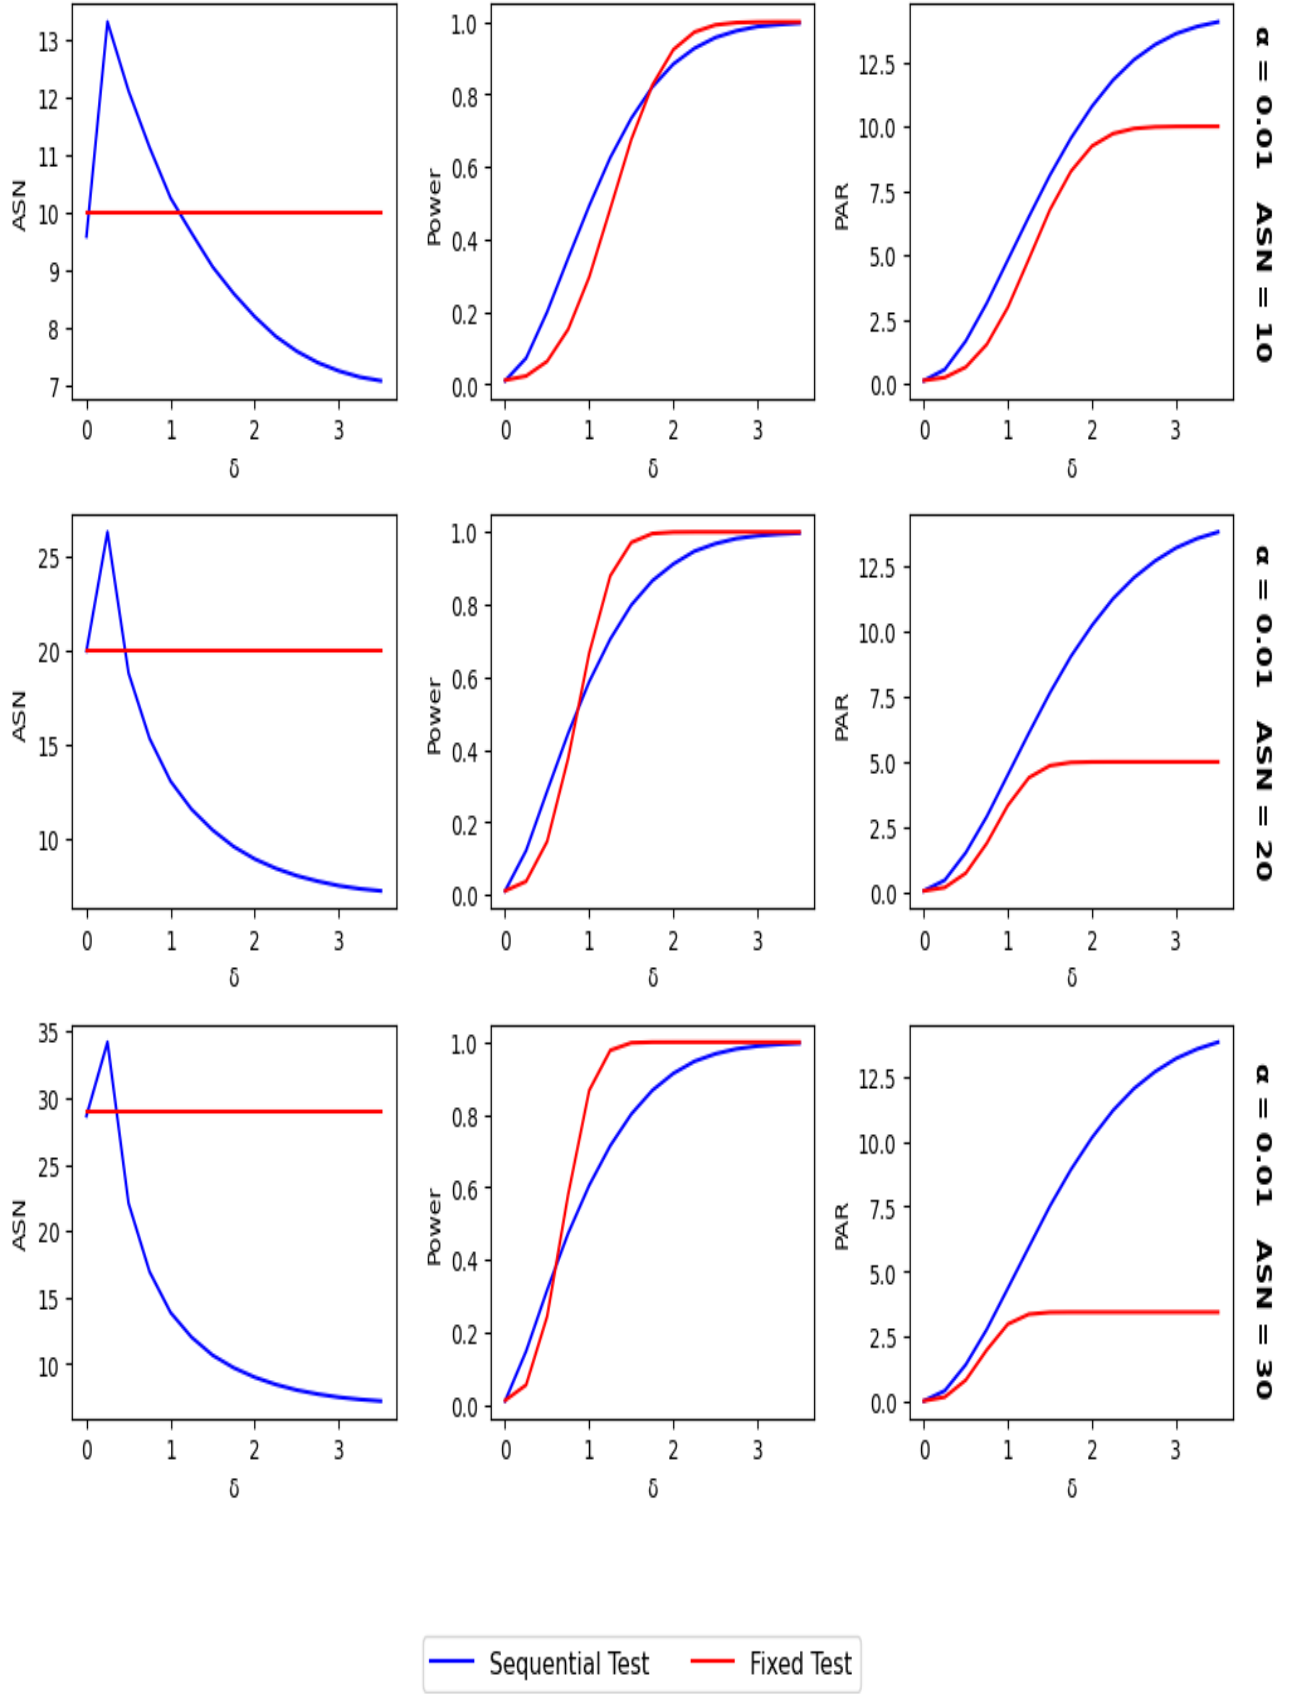 13
12
11
10
9
8
7
ASN
0 1 2 3
δ
1.0
0.8
0.6
0.4
0.2
0.0
Power
0 1 2 3
δ
12.5
10.0
7.5
5.0
2.5
0.0
PAR
0 1 2 3
δ
α = 0.01 ASN = 10
25
20
15
10
ASN
0 1 2 3
δ
1.0
0.8
0.6
0.4
0.2
0.0
Power
0 1 2 3
δ
12.5
10.0
7.5
5.0
2.5
0.0
PAR
0 1 2 3
δ
α = 0.01 ASN = 20
35
30
25
20
15
10
ASN
0 1 2 3
δ
1.0
0.8
0.6
0.4
0.2
0.0
Power
0 1 2 3
δ
12.5
10.0
7.5
5.0
2.5
0.0
PAR
0 1 2 3
δ
α = 0.01 ASN = 30
Sequential Test Fixed Test